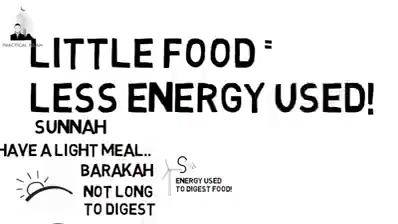 PRACTICAL ISLAH
LITTLE FOOD =
LESS ENERGY USED!
SUNNAH
HAVE A LIGHT MEAL..
BARAKAH
NOT LONG
TO DIGEST
ENERGY USED
TO DIGEST FOOD!